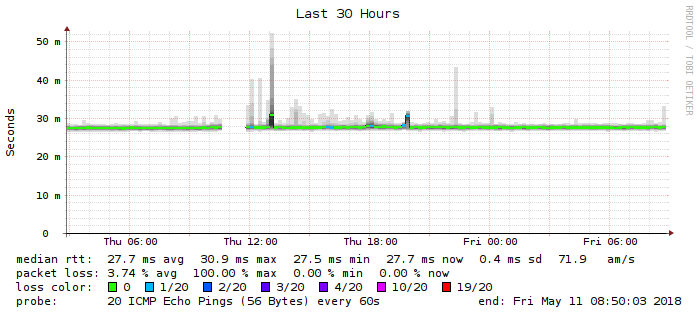 Last 30 Hours
RRDTOOL / TOBI OETIKER
Seconds
50 m
40 m
30 m
20 m
10 m
0
Thu 06:00 Thu 12:00 Thu 18:00 Fri 00:00 Fri 06:00
median rtt: 27.7 ms avg 30.9 ms max 27.5 ms min 27.7 ms now 0.4 ms sd 71.9 am/s
packet loss: 3.74 % avg 100.00 % max 0.00 % min 0.00 % now
loss color: 0 1/20 2/20 3/20 4/20 10/20 19/20
probe: 20 ICMP Echo Pings (56 Bytes) every 60s end: Fri May 11 08:50:03 2018